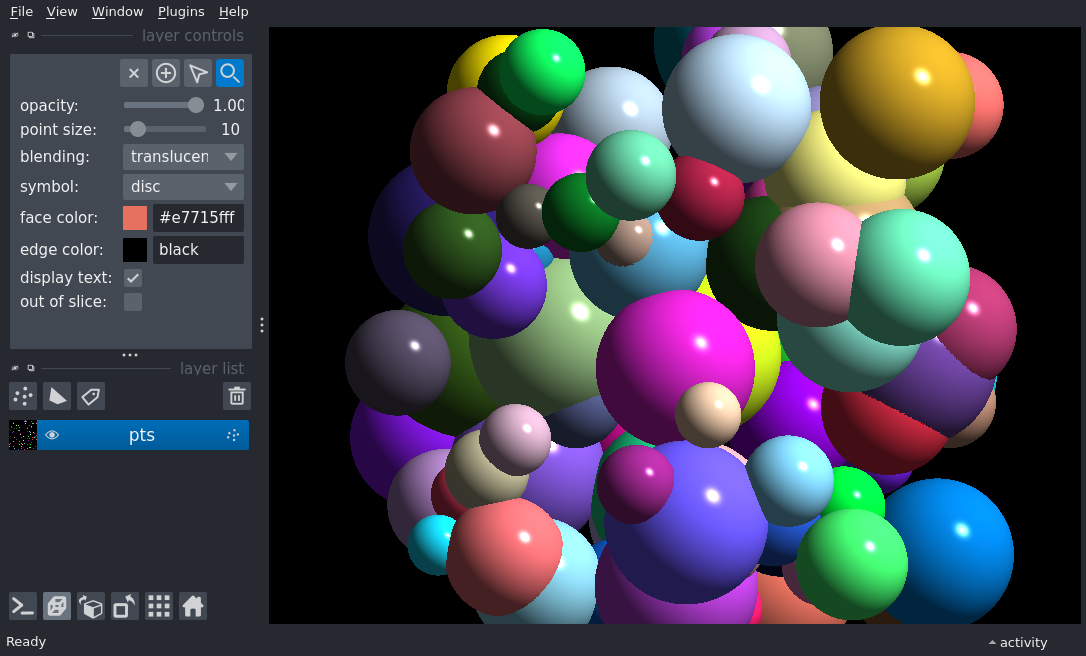 File View Window Plugins Help
layer controls
opacity: 1.00
point size: 10
blending: translucen
symbol: disc
face color: #e7715fff
edge color: black
display text:
out of slice:
layer list
pts
Ready
activity